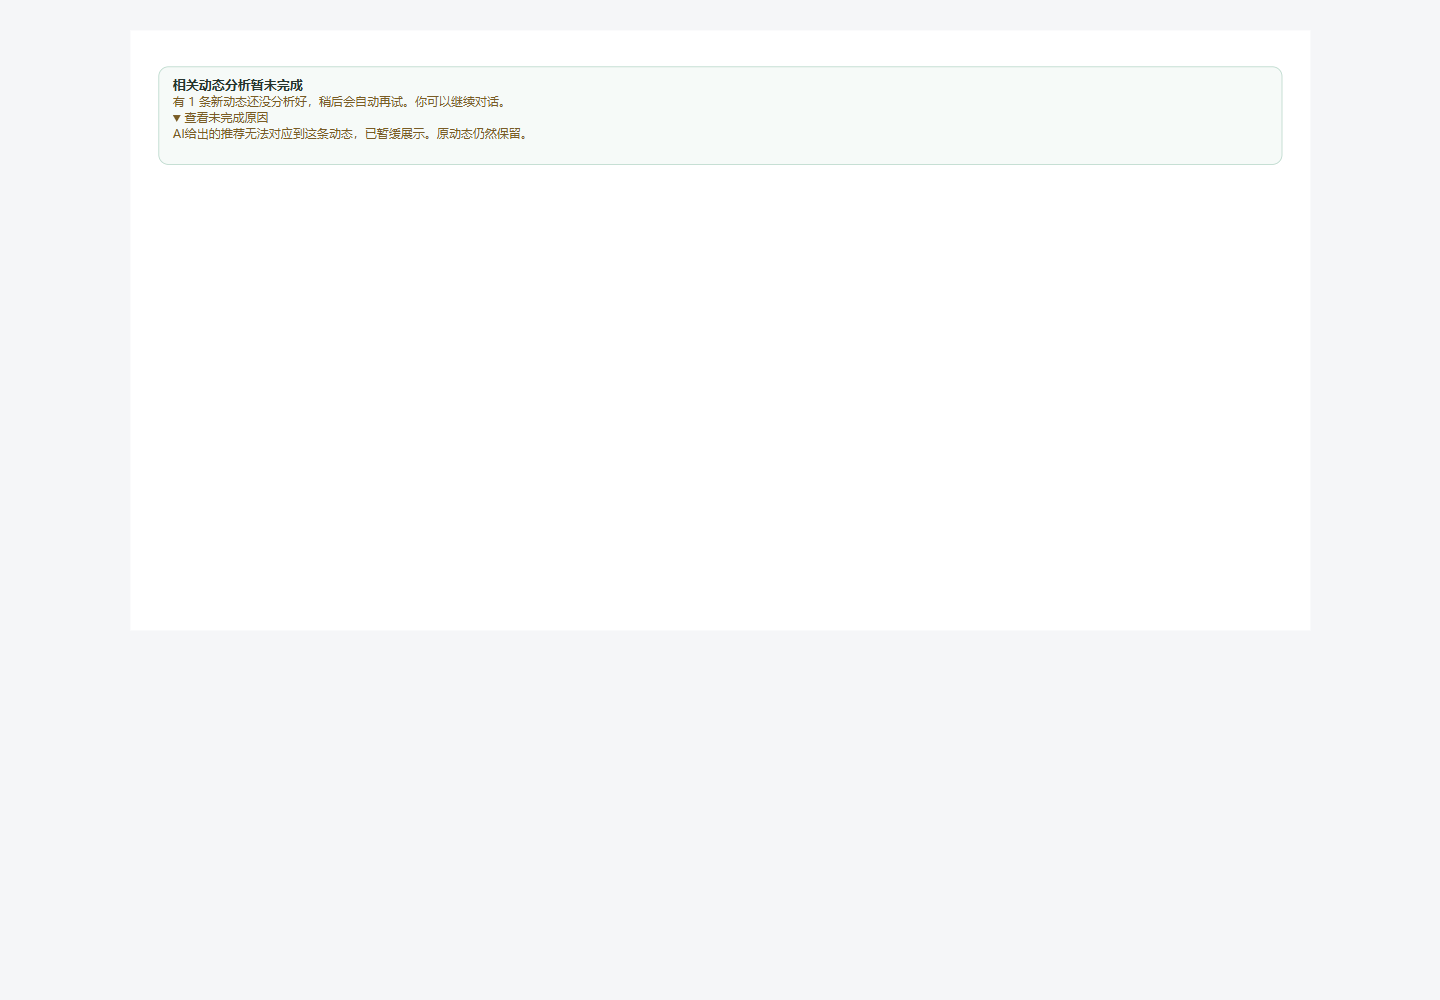 相关动态分析暂未完成
有 1 条新动态还没分析好，稍后会自动再试。你可以继续对话。
▼ 查看未完成原因
AI给出的推荐无法对应到这条动态，已暂缓展示。原动态仍然保留。